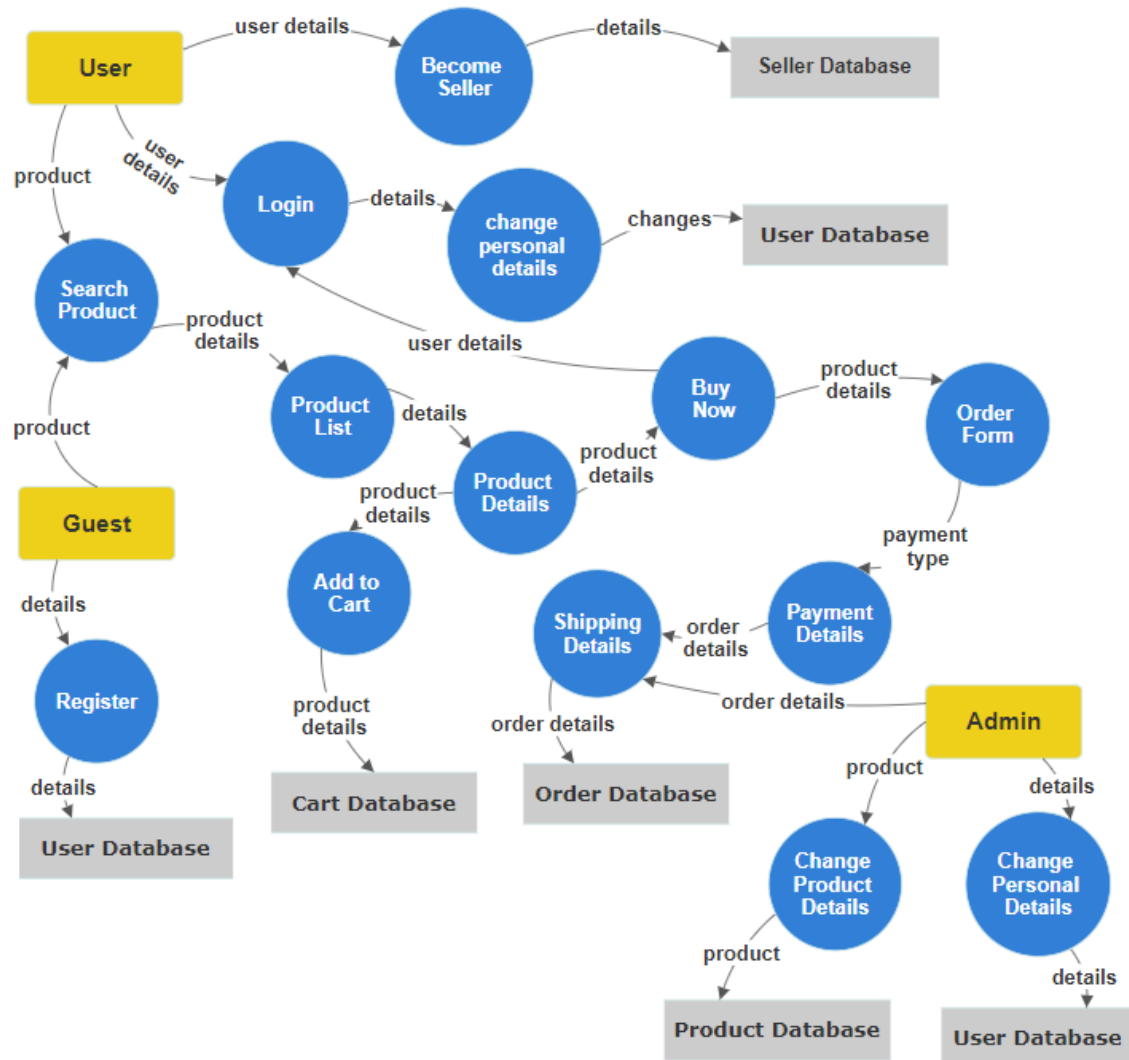 user details
details
User
Become
Seller
Seller Database
user
details
product
Login
details
change
personal
details
changes
User Database
Search
Product
product
details
user details
Buy
Now
product
details
Order
Form
Product
List
details
product
Product
Details
product
details
product
details
Guest
payment
type
Add to
Cart
details
Shipping
Details
order
details
Payment
Details
Register
product
details
order details
order details
Admin
details
product
details
Cart Database
Order Database
User Database
Change
Product
Details
Change
Personal
Details
product
details
Product Database
User Database